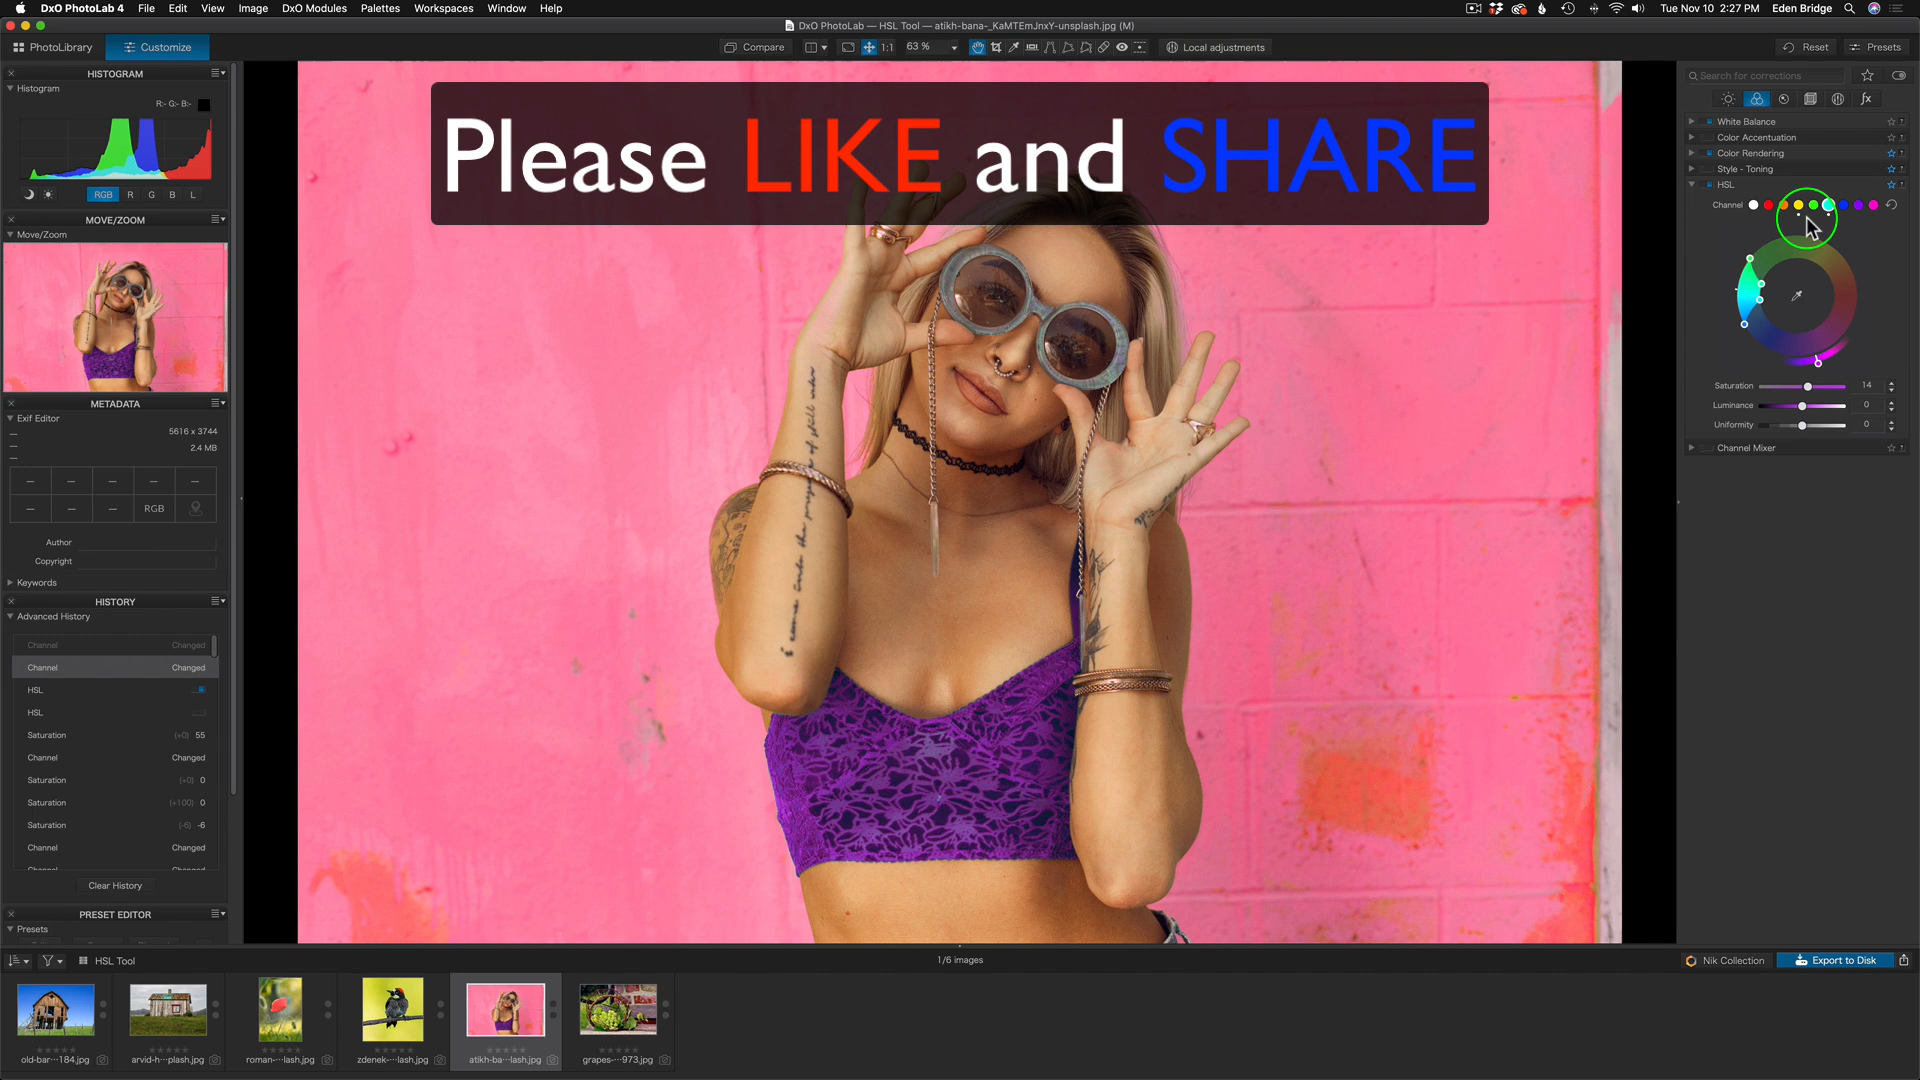 DxO PhotoLab 4 File Edit View Image DxO Modules Palettes Workspaces Window Help
Tue Nov 10 2:27 PM Eden Bridge
DxO PhotoLab — HSL Tool — atikh-bana-_KaMTEmJnxY-unsplash.jpg (M)
PhotoLibrary Customize
Compare 1:1 63 % Local adjustments
Reset Presets
HISTOGRAM
Histogram
R:- G:- B:-
RGB R G B L
MOVE/ZOOM
Move/Zoom
METADATA
Exif Editor
5616 x 3744
2.4 MB
RGB
Author
Copyright
Keywords
HISTORY
Advanced History
Channel Changed
Channel Changed
HSL
HSL
Saturation (+0) 55
Channel Changed
Saturation (+0) 0
Saturation (+100) 0
Saturation (-6) -6
Channel Changed
Channel Changed
Clear History
PRESET EDITOR
Presets
Please LIKE and SHARE
Search for corrections
fx
White Balance
Color Accentuation
Color Rendering
Style - Toning
HSL
Channel
Saturation 14
Luminance 0
Uniformity 0
Channel Mixer
HSL Tool
1/6 images
Nik Collection Export to Disk
old-bar···184.jpg arvid-h···plash.jpg roman-···lash.jpg zdenek-···lash.jpg atikh-ba···lash.jpg grapes-···973.jpg